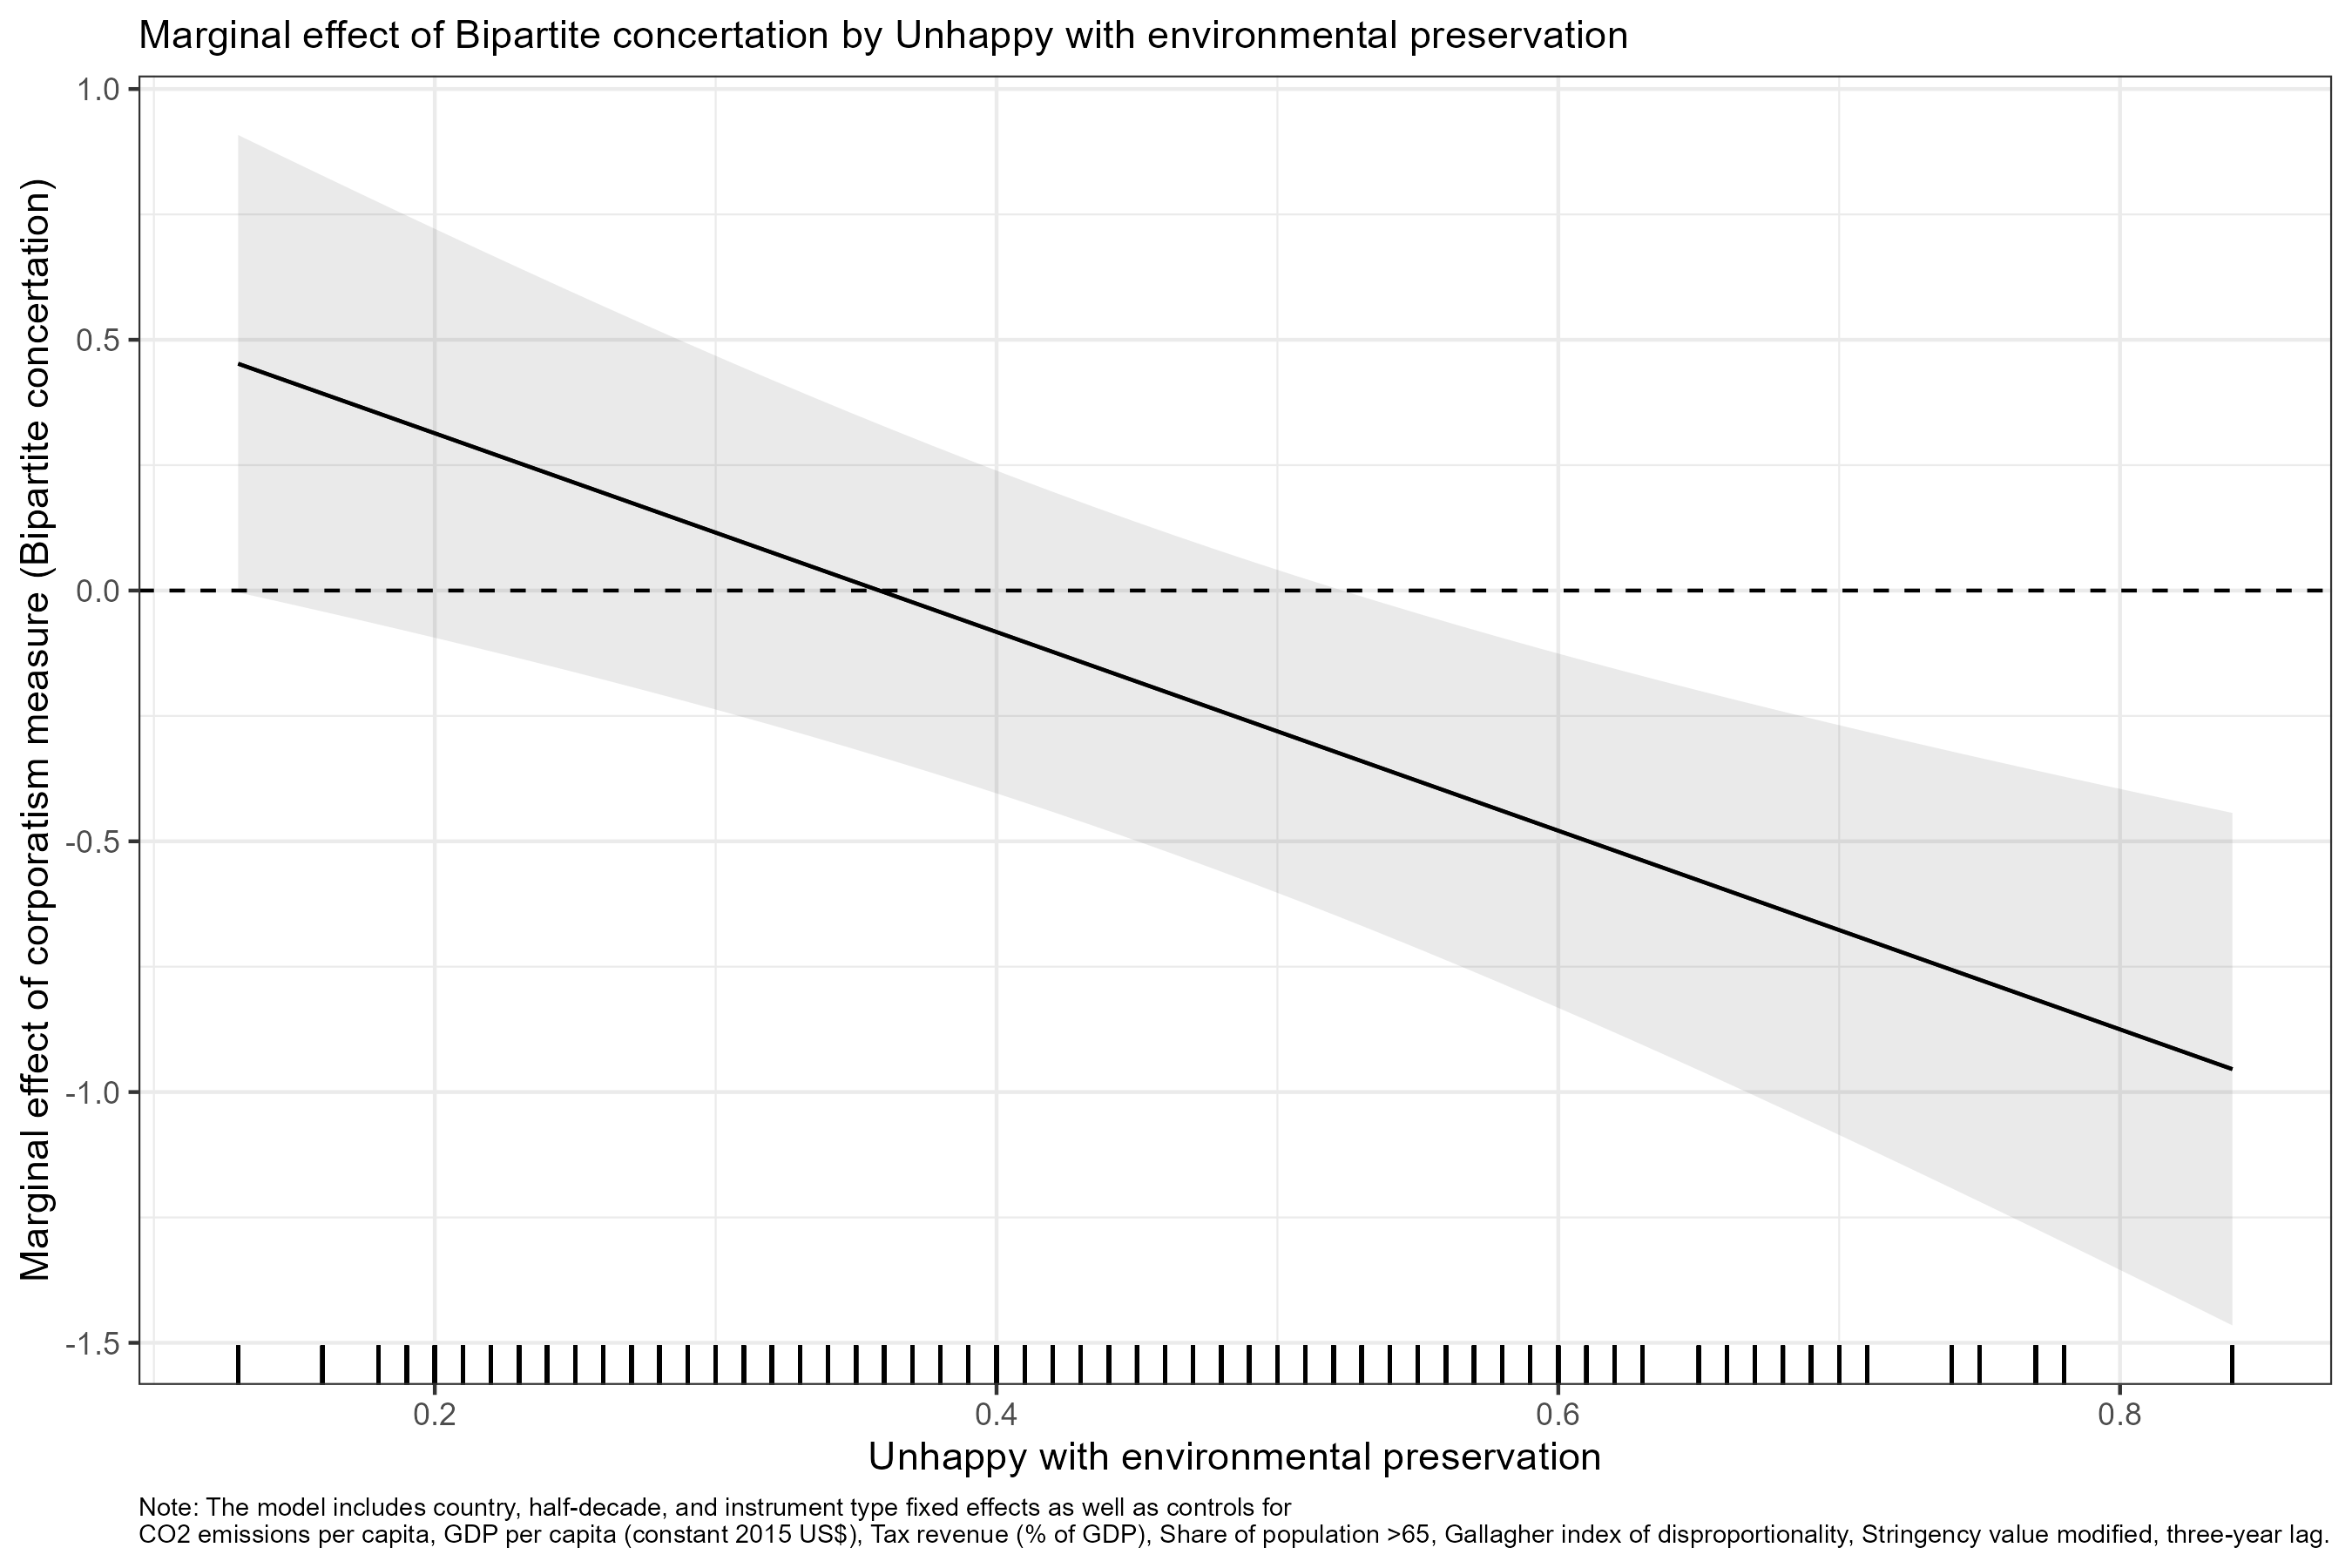 Marginal effect of Bipartite concertation by Unhappy with environmental preservation
Marginal effect of corporatism measure (Bipartite concertation)
1.0
0.5
0.0
-0.5
-1.0
-1.5
0.2
0.4
0.6
0.8
Unhappy with environmental preservation
Note: The model includes country, half-decade, and instrument type fixed effects as well as controls for
CO2 emissions per capita, GDP per capita (constant 2015 US$), Tax revenue (% of GDP), Share of population >65, Gallagher index of disproportionality, Stringency value modified, three-year lag.